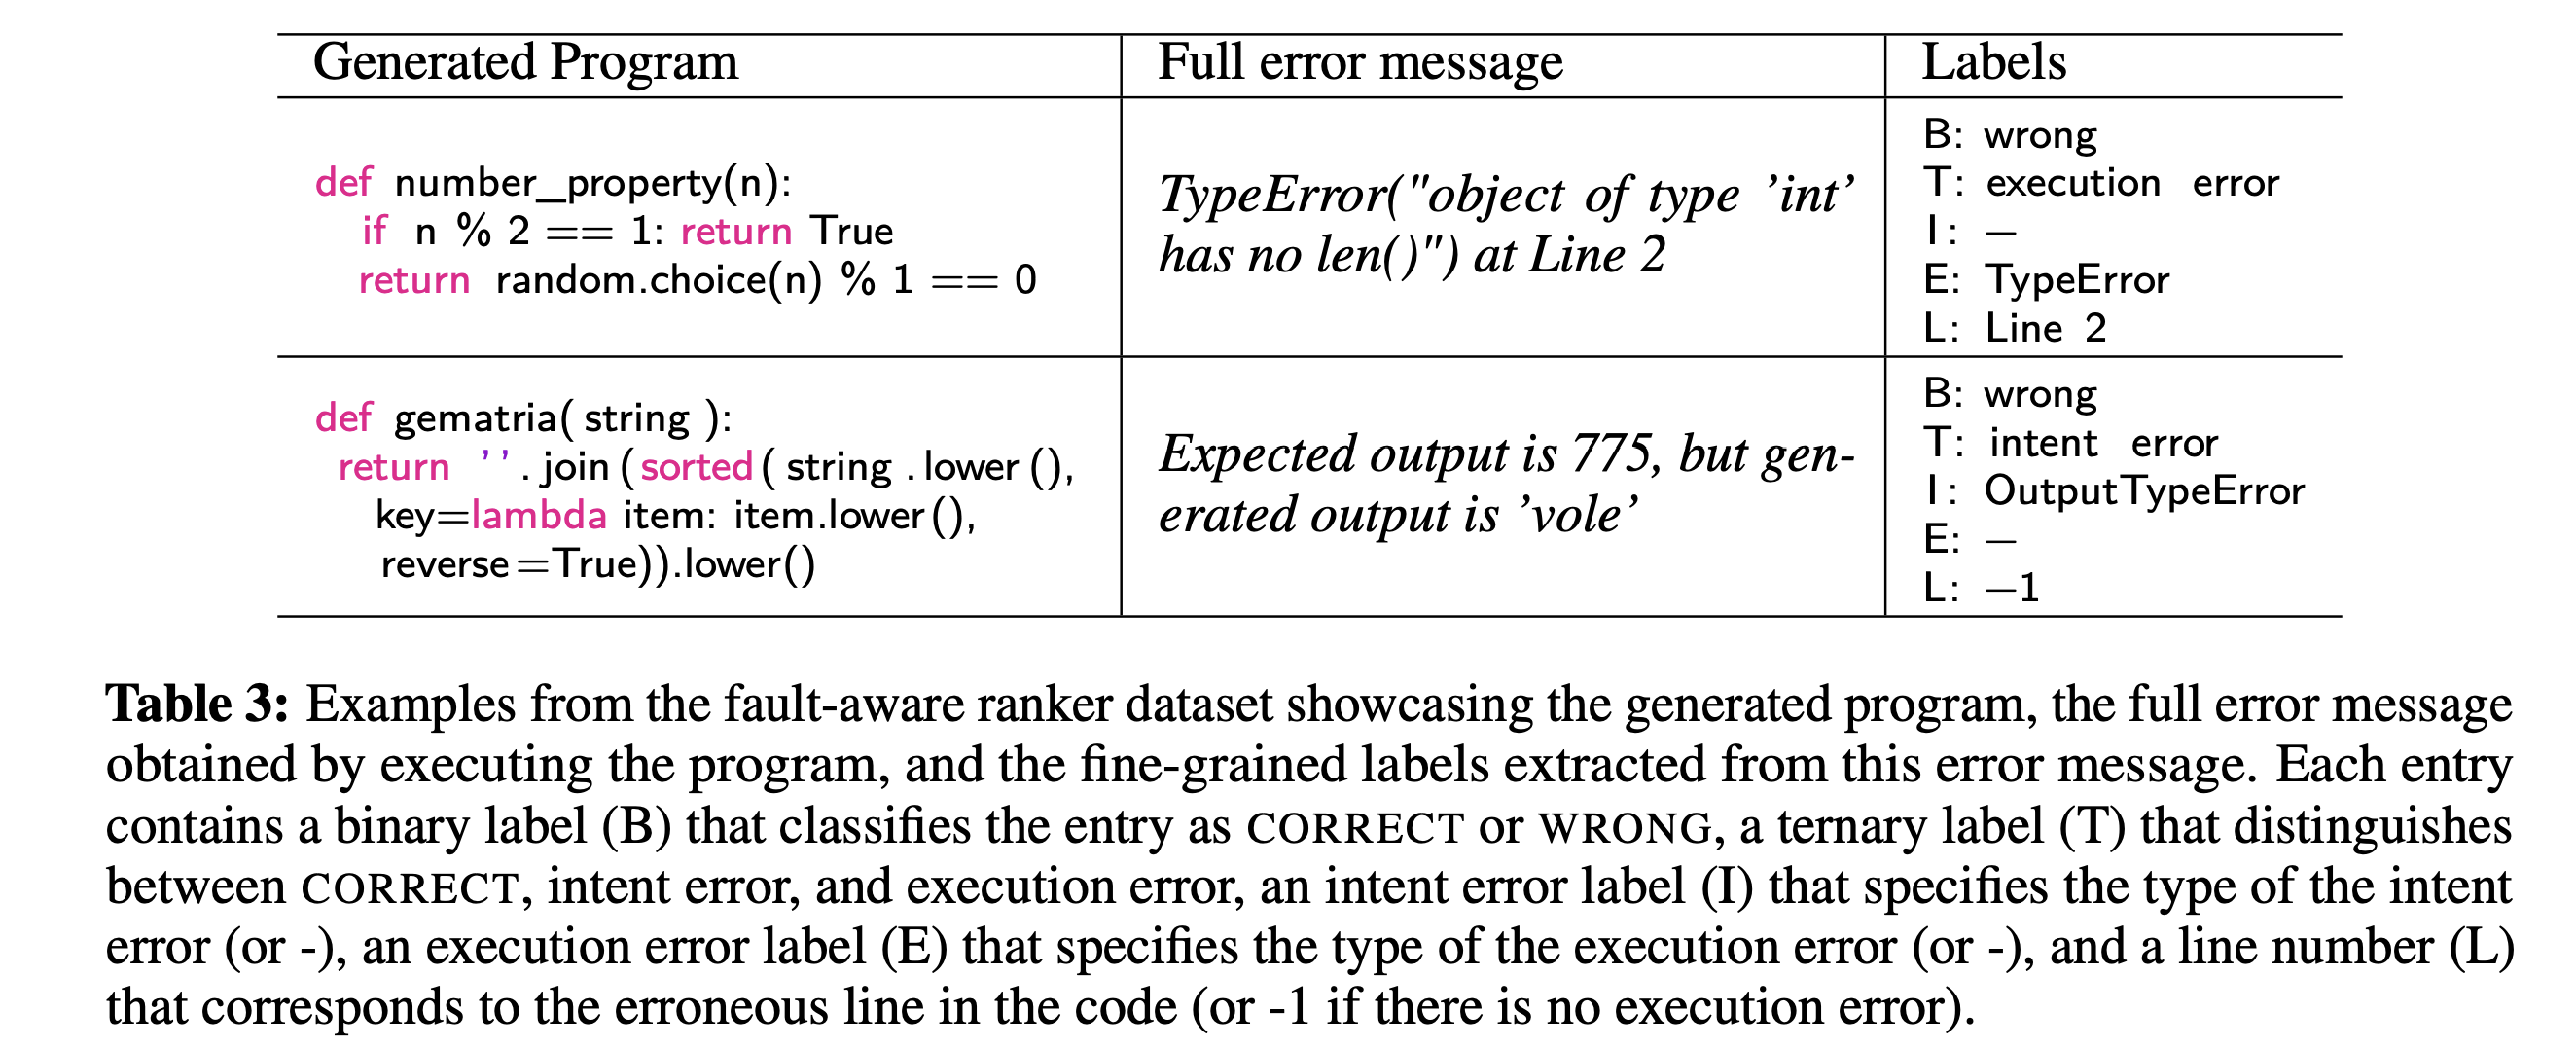 Generated Program Full error message Labels
def number_property(n):
if n % 2 == 1: return True
return random.choice(n) % 1 == 0
TypeError("object of type ’int’
has no len()") at Line 2
B: wrong
T: execution error
I: –
E: TypeError
L: Line 2
def gematria( string ):
return ’’.join(sorted( string .lower(),
key=lambda item: item.lower(),
reverse=True)).lower()
Expected output is 775, but gen-
erated output is ’vole’
B: wrong
T: intent error
I: OutputTypeError
E: –
L: –1
Table 3: Examples from the fault-aware ranker dataset showcasing the generated program, the full error message
obtained by executing the program, and the fine-grained labels extracted from this error message. Each entry
contains a binary label (B) that classifies the entry as CORRECT or WRONG, a ternary label (T) that distinguishes
between CORRECT, intent error, and execution error, an intent error label (I) that specifies the type of the intent
error (or -), an execution error label (E) that specifies the type of the execution error (or -), and a line number (L)
that corresponds to the erroneous line in the code (or -1 if there is no execution error).